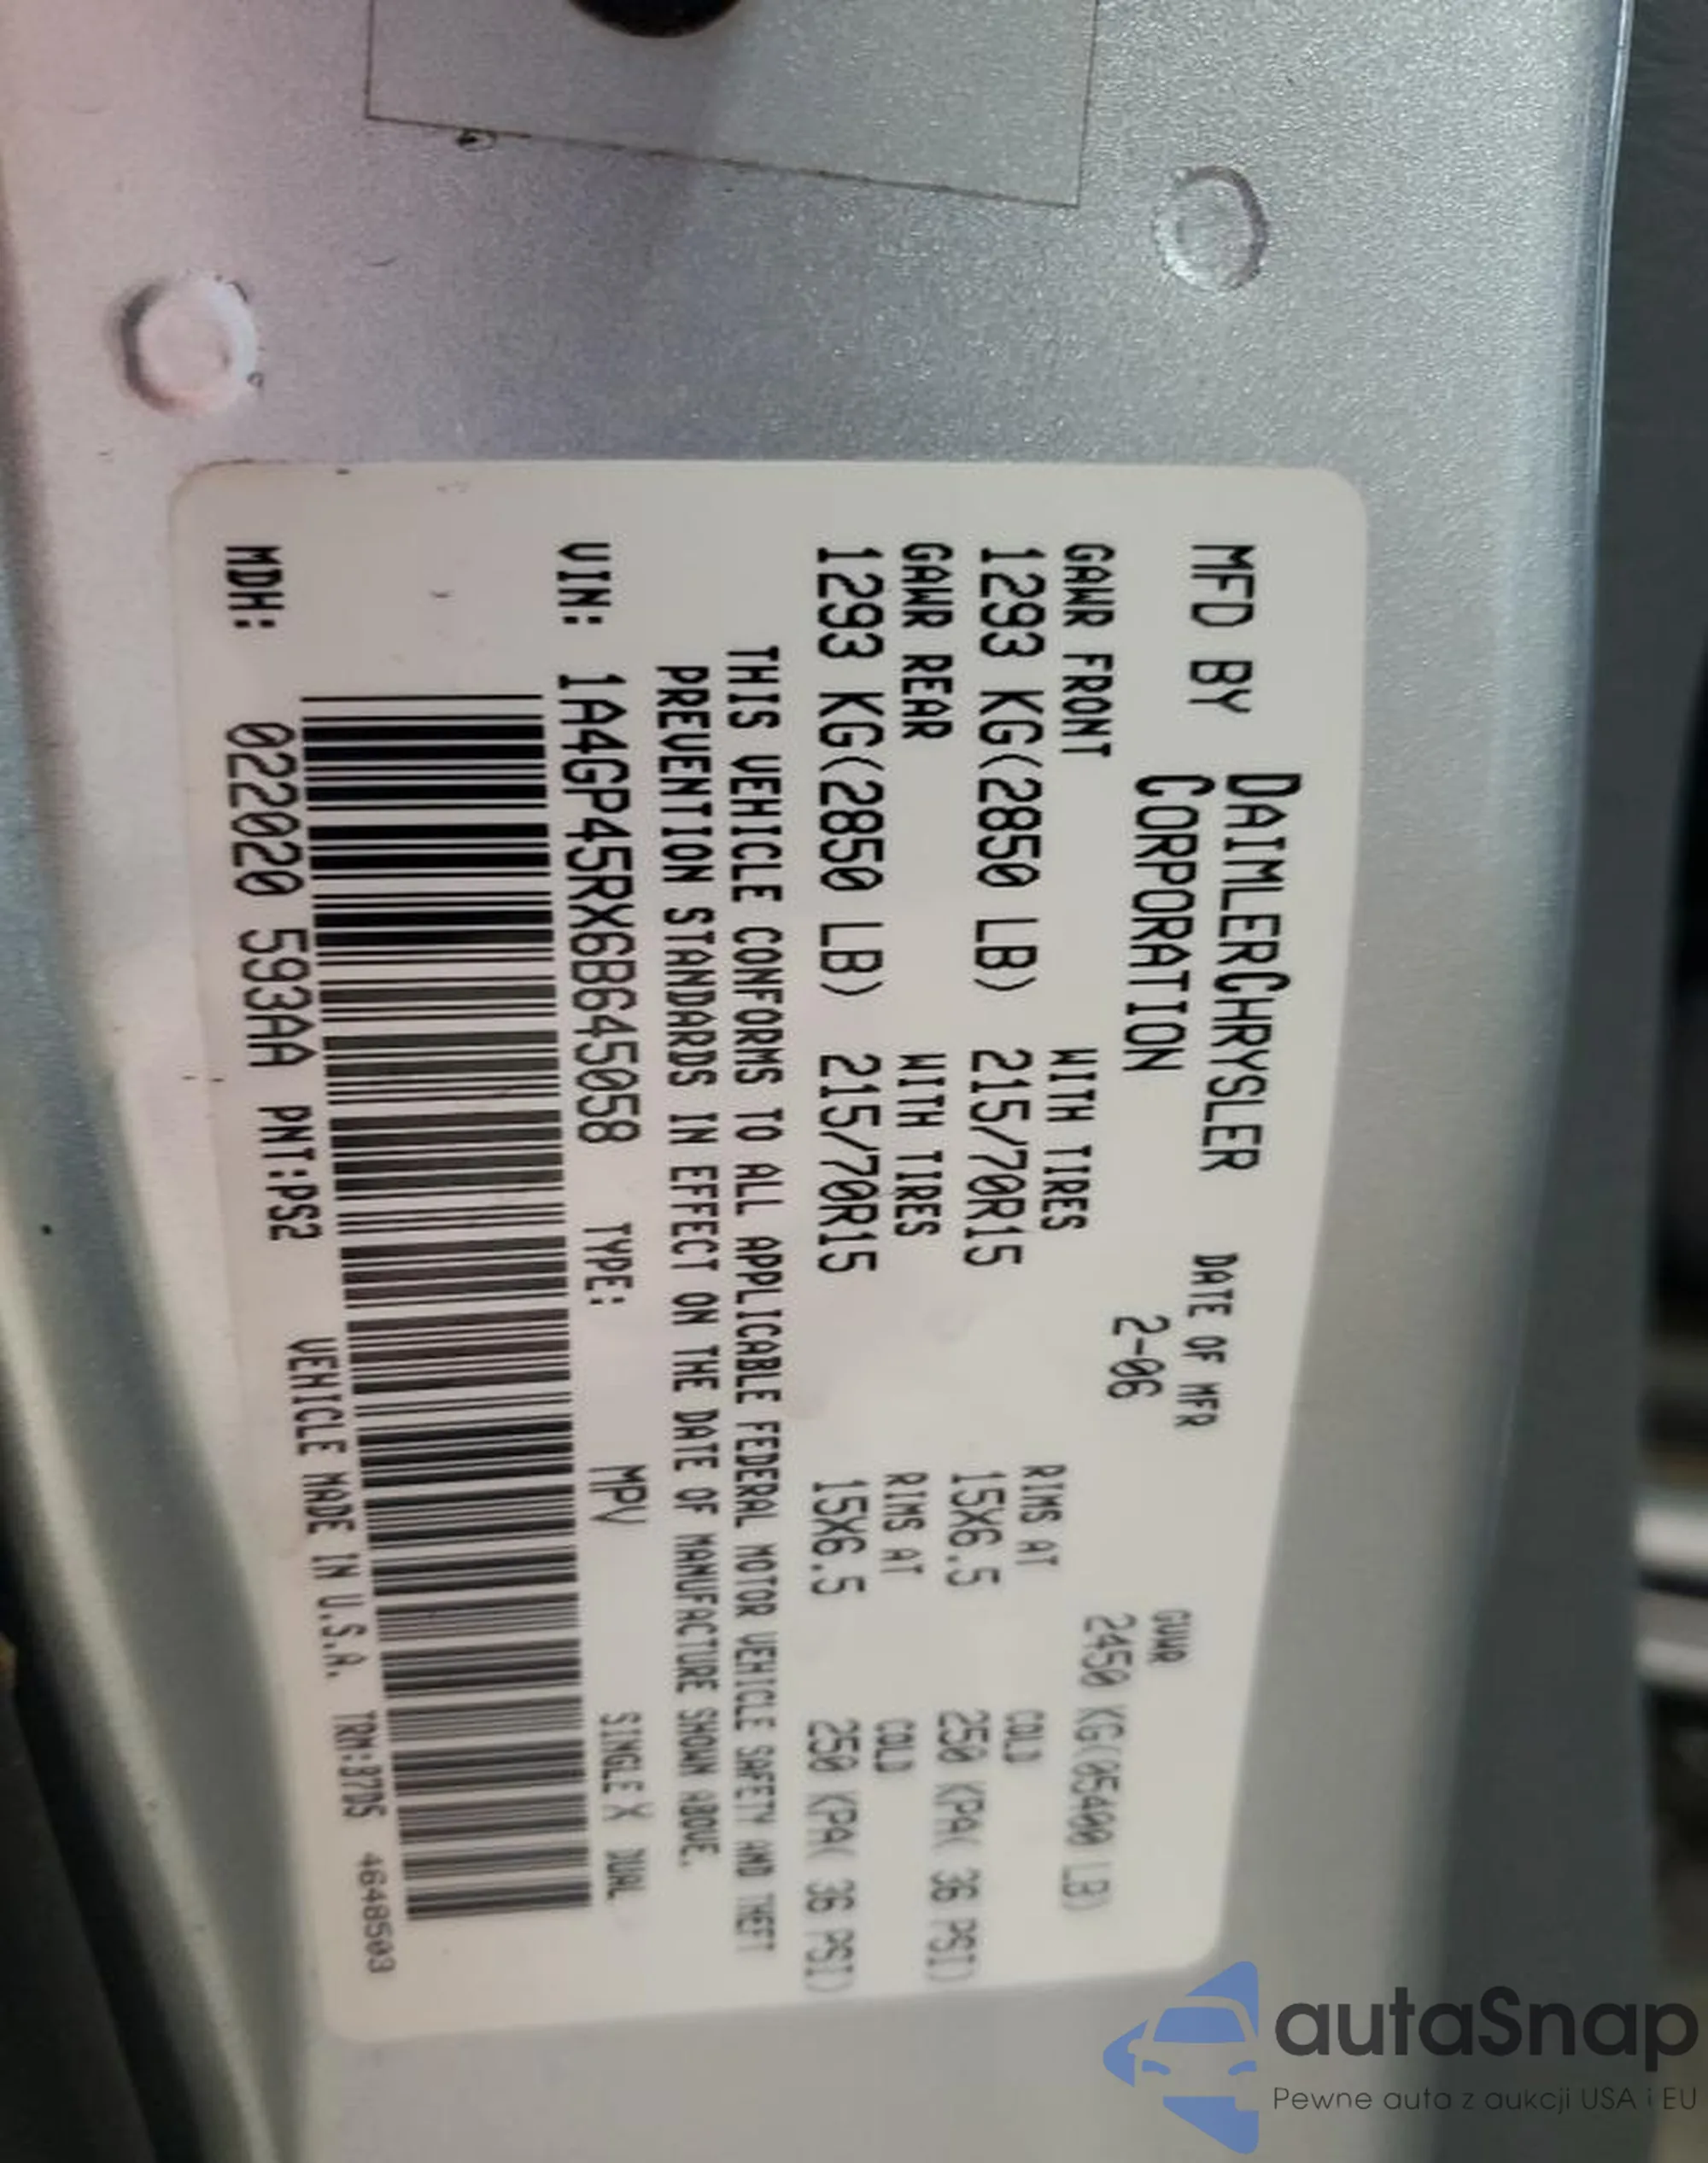 MFD BY DAIMLERCHRYSLER CORPORATION DATE OF MFR 2-06 GVWR 2450 KG(05400 LB)
GAWR FRONT WITH TIRES RIMS AT COLD
1293 KG(2850 LB) 215/70R15 15X6.5 250 KPA( 36 PSI)
GAWR REAR WITH TIRES RIMS AT COLD
1293 KG(2850 LB) 215/70R15 15X6.5 250 KPA( 36 PSI)
THIS VEHICLE CONFORMS TO ALL APPLICABLE FEDERAL MOTOR VEHICLE SAFETY AND THEFT
PREVENTION STANDARDS IN EFFECT ON THE DATE OF MANUFACTURE SHOWN ABOVE.
VIN: 1A4GP45RX6B645058 TYPE: MPV SINGLE X DUAL
MDH: 022020 593AA PNT:PS2 VEHICLE MADE IN U.S.A. TRM:B7DS 4648503
autaSnap
Pewne auta z aukcji USA i EU